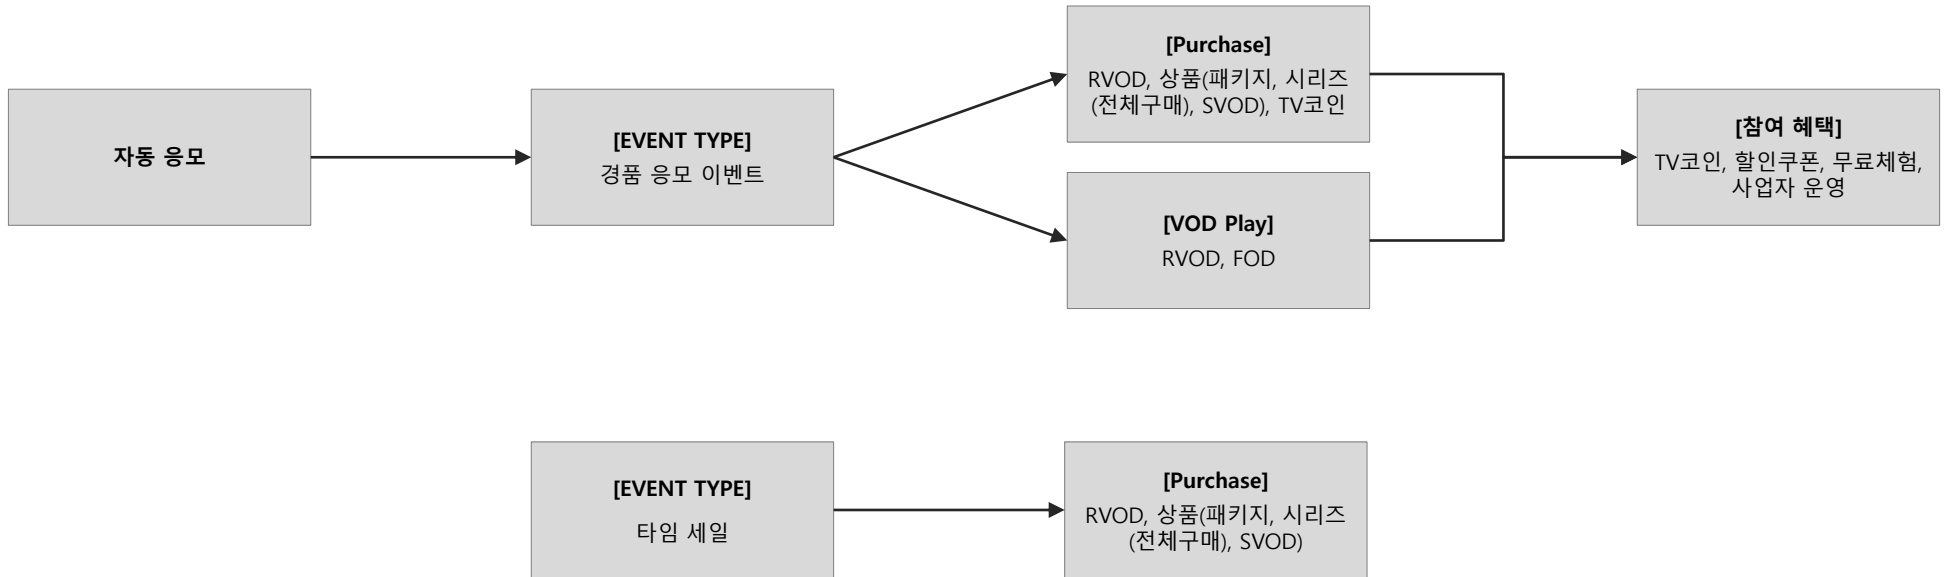 자동 응모
[EVENT TYPE]
경품 응모 이벤트
[Purchase]
RVOD, 상품(패키지, 시리즈
(전체구매), SVOD), TV코인
[VOD Play]
RVOD, FOD
[참여 혜택]
TV코인, 할인쿠폰, 무료체험,
사업자 운영
[EVENT TYPE]
타임 세일
[Purchase]
RVOD, 상품(패키지, 시리즈
(전체구매), SVOD)